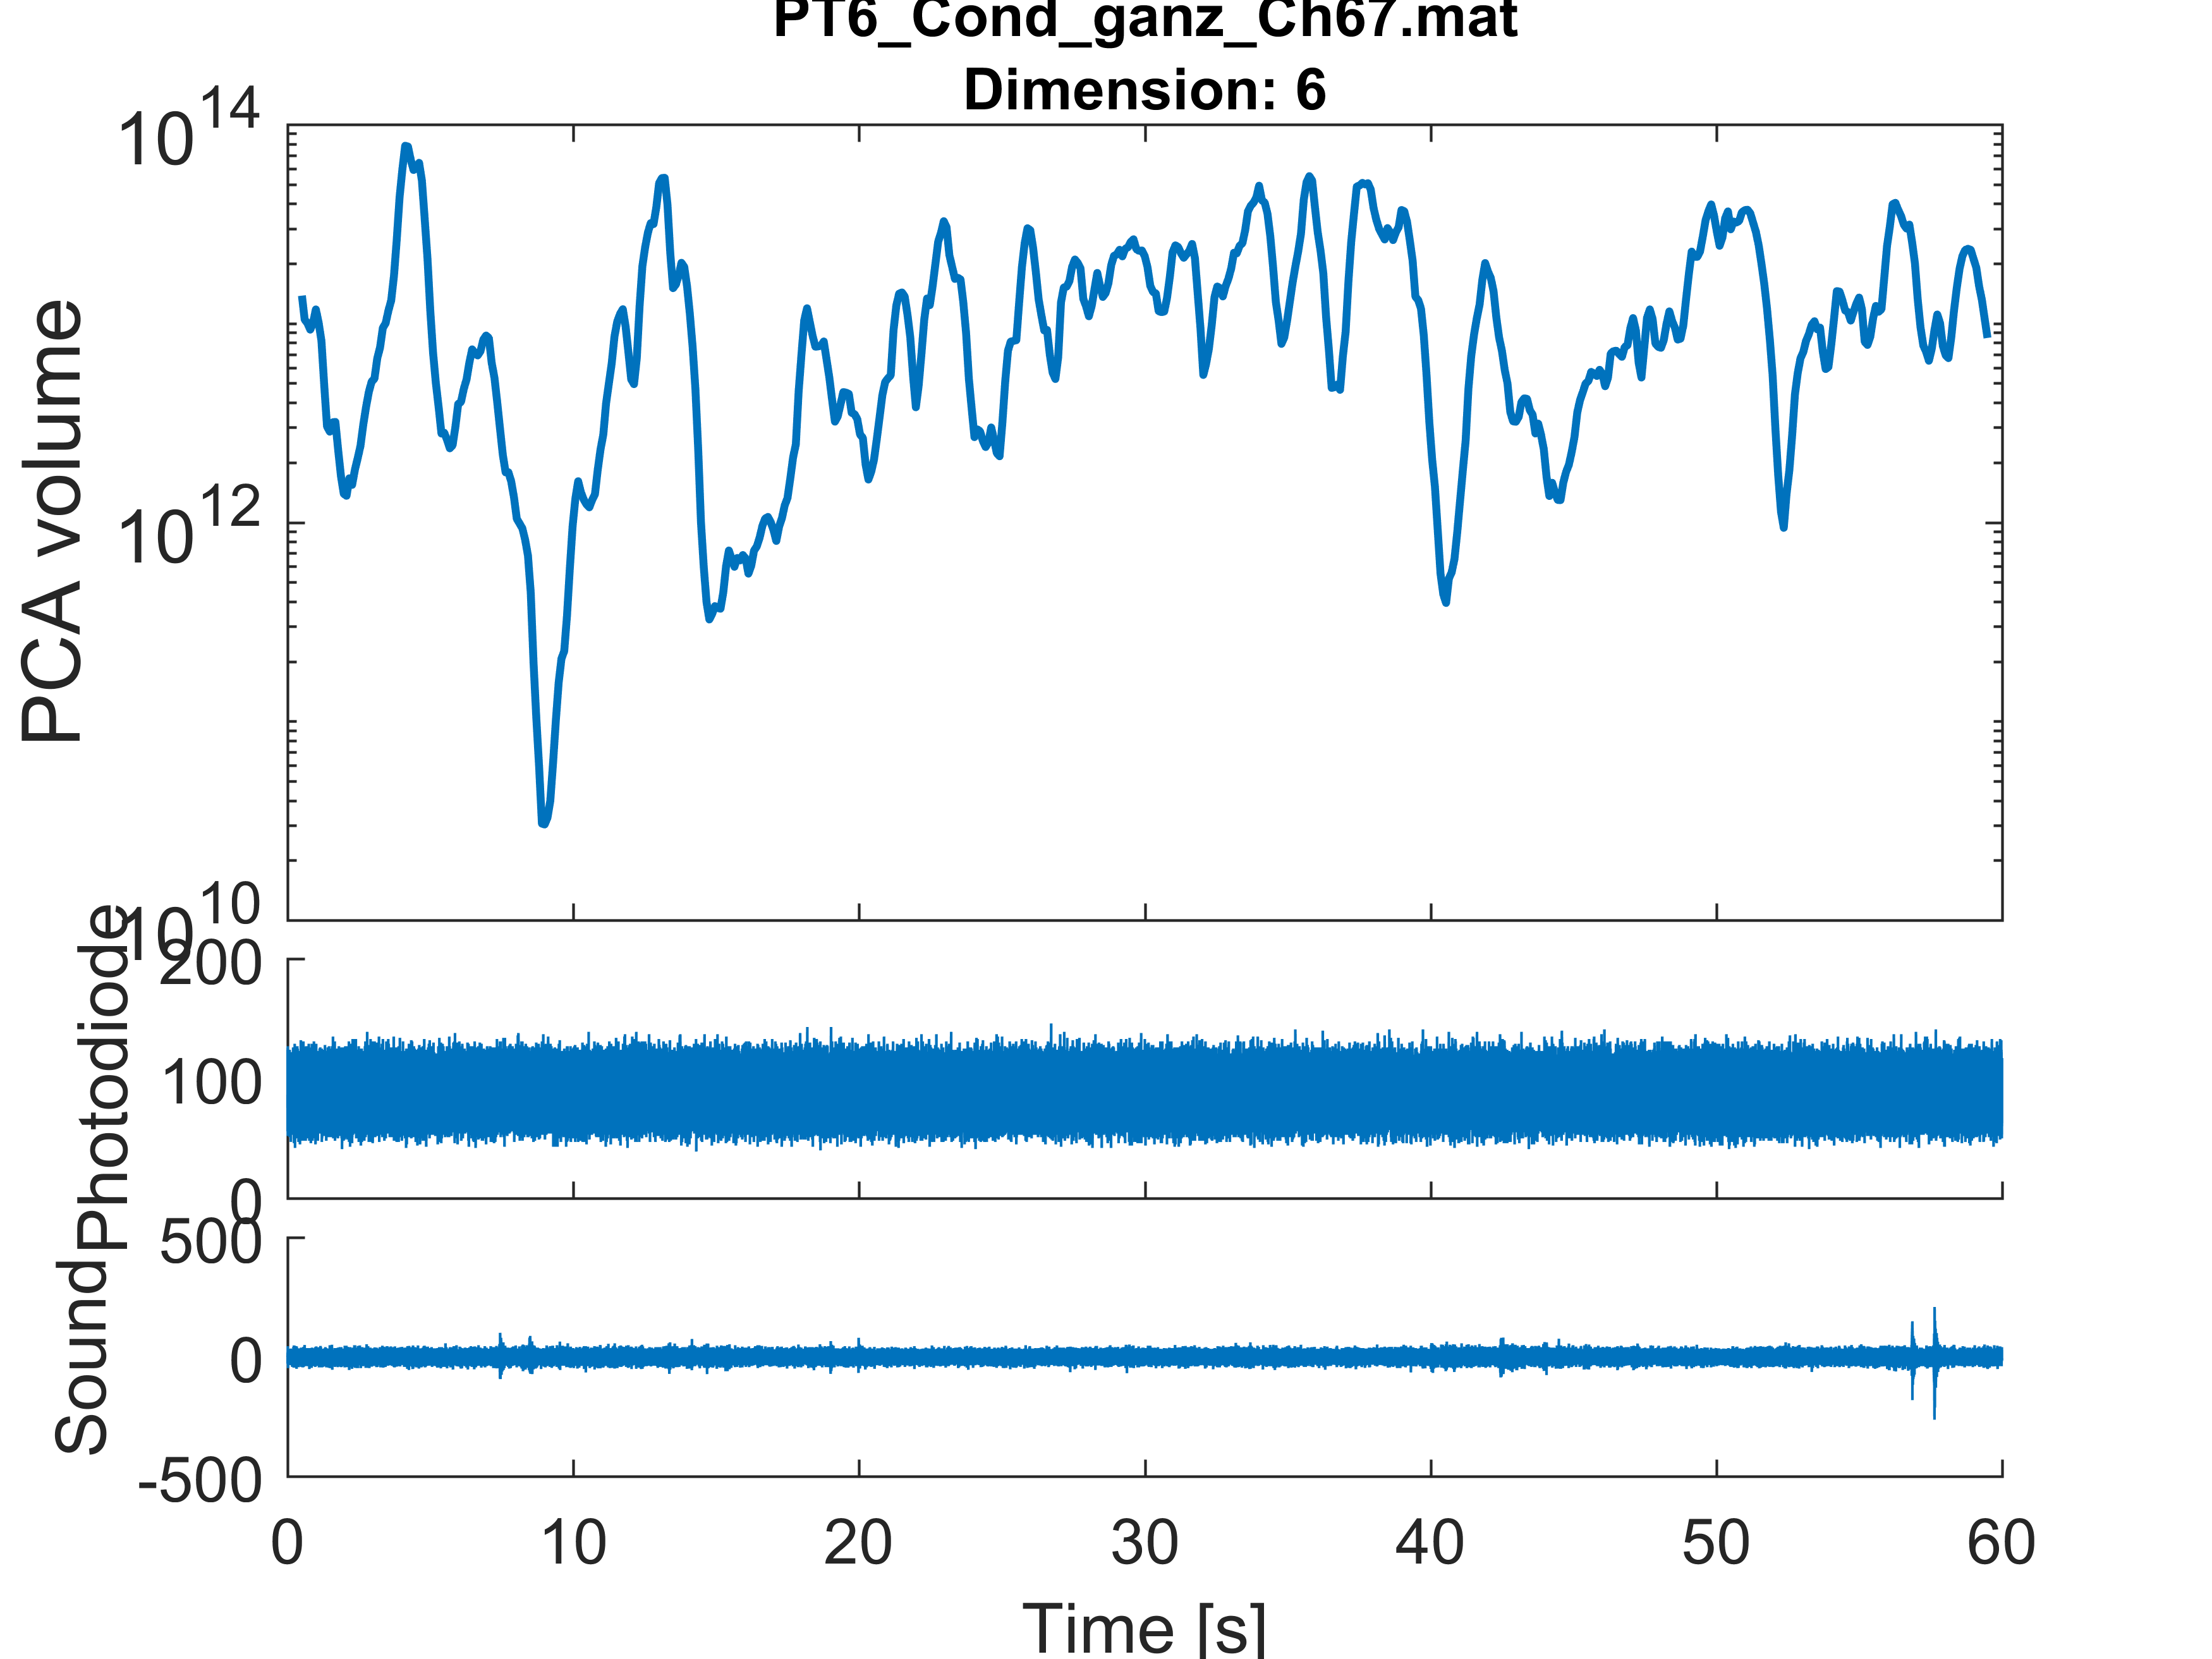 PT6_Cond_ganz_Ch67.mat
Dimension: 6
10^14
10^12
10^10
PCA volume
200
100
0
Photodiode
500
0
-500
Sound
0 10 20 30 40 50 60
Time [s]